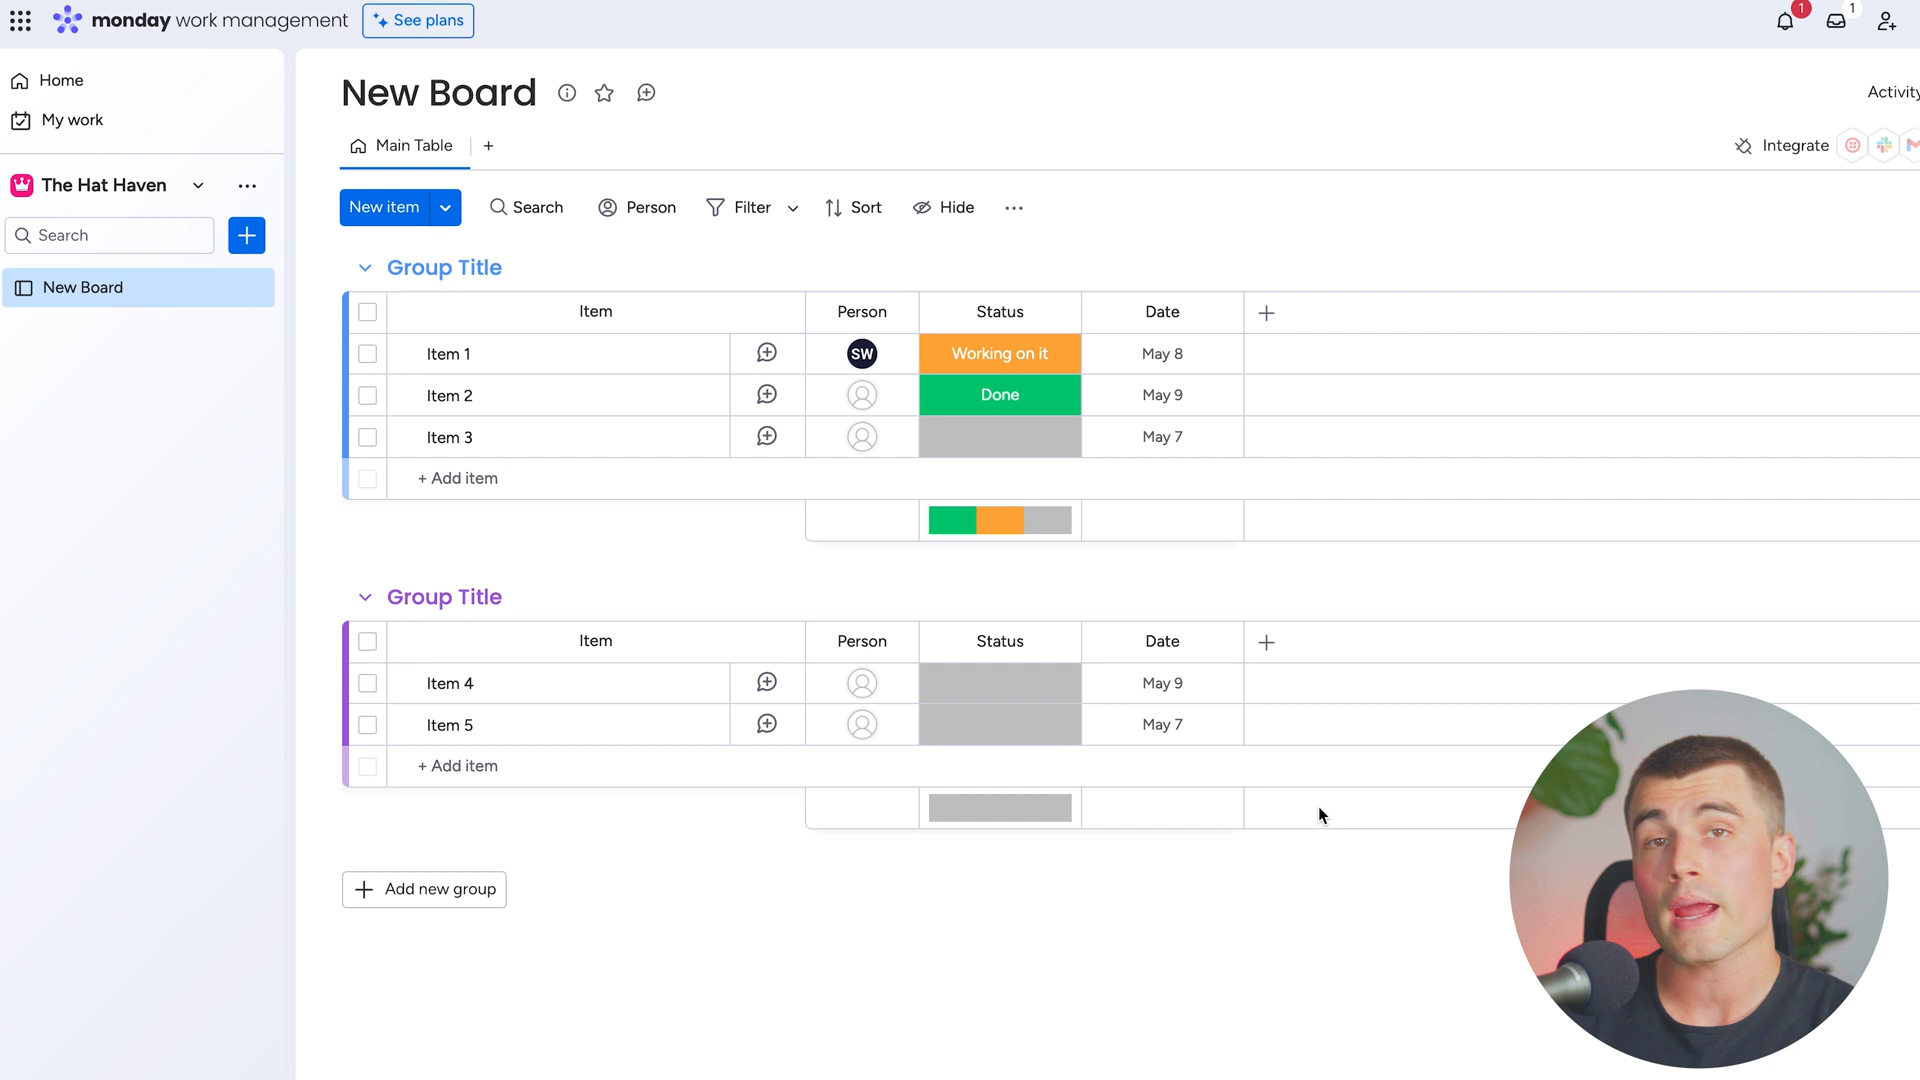 monday work management
See plans
1
1
Home
My work
The Hat Haven
Search
New Board
New Board
Activity
Main Table
+
Integrate
New item
Search
Person
Filter
Sort
Hide
Group Title
Item Person Status Date
Item 1 SW Working on it May 8
Item 2 Done May 9
Item 3 May 7
+ Add item
Group Title
Item Person Status Date
Item 4 May 9
Item 5 May 7
+ Add item
Add new group